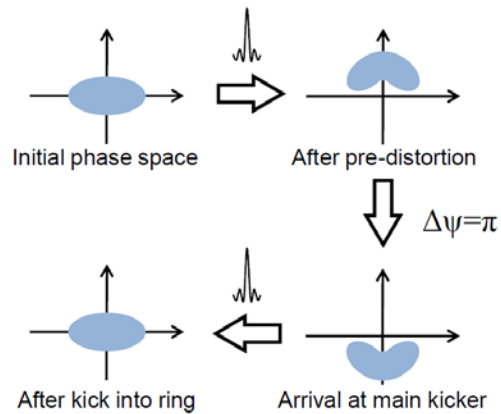 Initial phase space
After pre-distortion
Δψ=π
After kick into ring
Arrival at main kicker